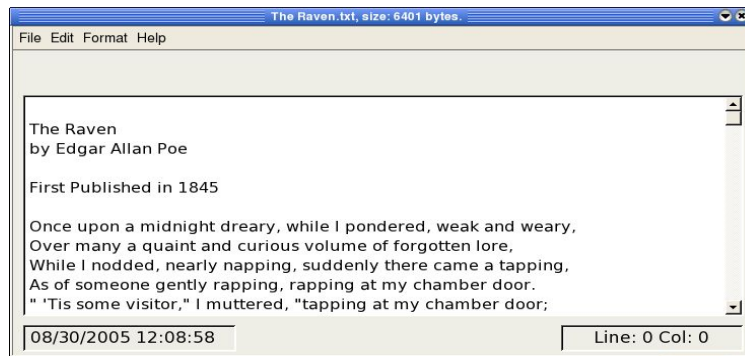 The Raven.txt, size: 6401 bytes.
File Edit Format Help
The Raven
by Edgar Allan Poe
First Published in 1845
Once upon a midnight dreary, while I pondered, weak and weary,
Over many a quaint and curious volume of forgotten lore,
While I nodded, nearly napping, suddenly there came a tapping,
As of someone gently rapping, rapping at my chamber door.
" 'Tis some visitor," I muttered, "tapping at my chamber door;
08/30/2005 12:08:58
Line: 0 Col: 0